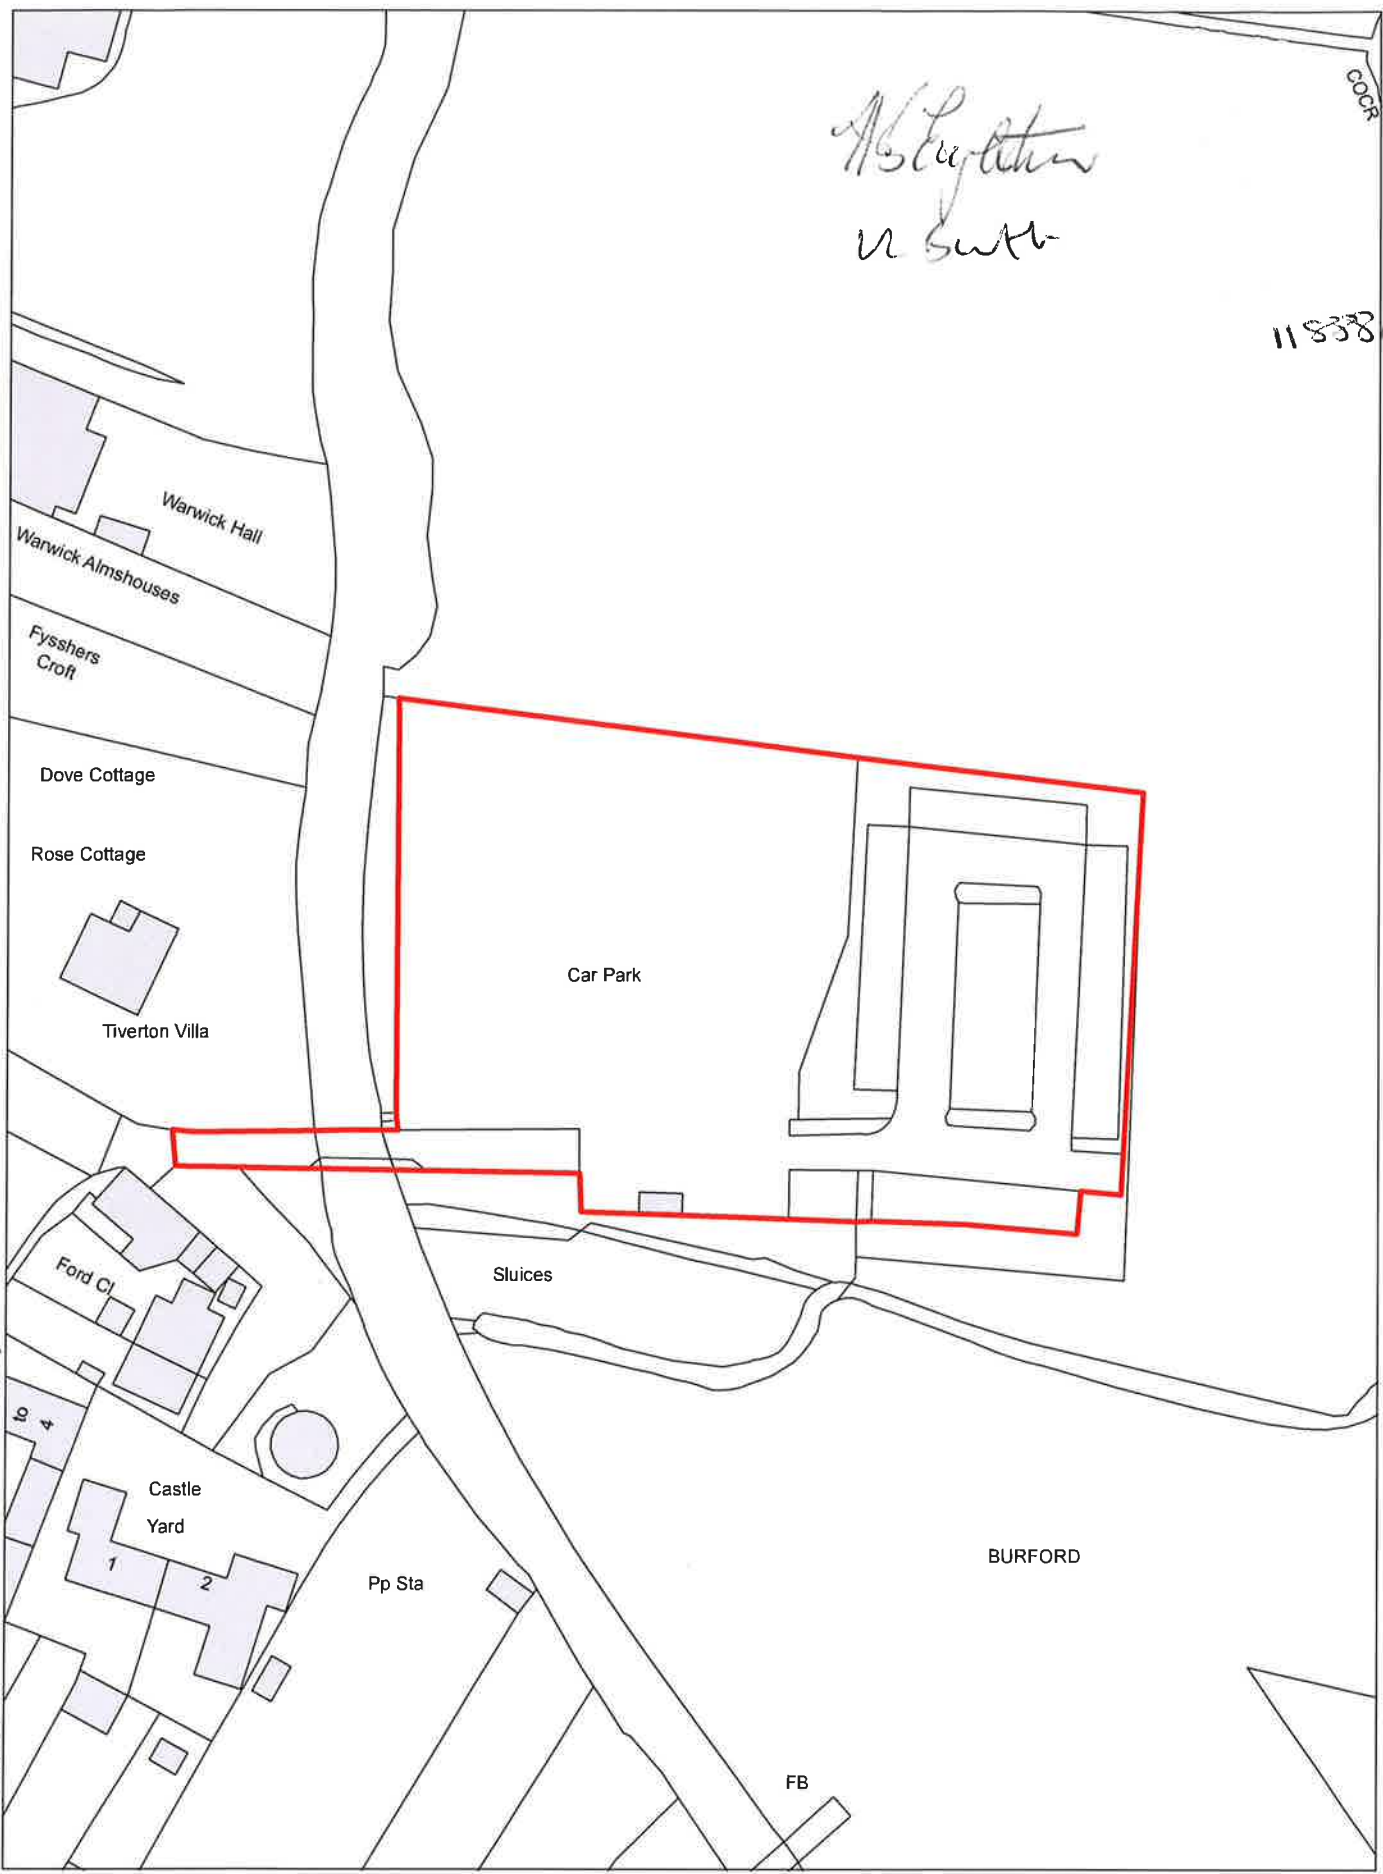 COCR
11838
Warwick Hall
Warwick Almshouses
Fysshers
Croft
Dove Cottage
Rose Cottage
Car Park
Tiverton Villa
Ford Cl
Sluices
to
4
Castle
Yard
1
2
Pp Sta
BURFORD
FB